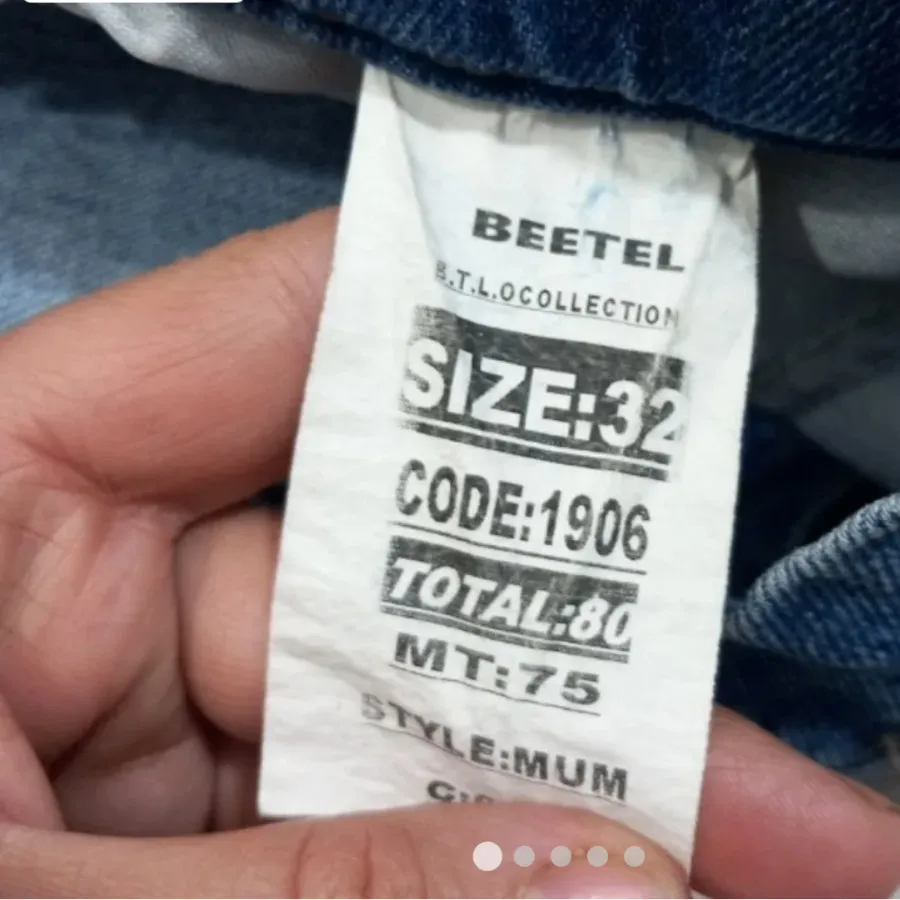 BEETEL
B.T.L.OCOLLECTION
SIZE:32
CODE:1906
TOTAL:80
MT:75
STYLE:MUM